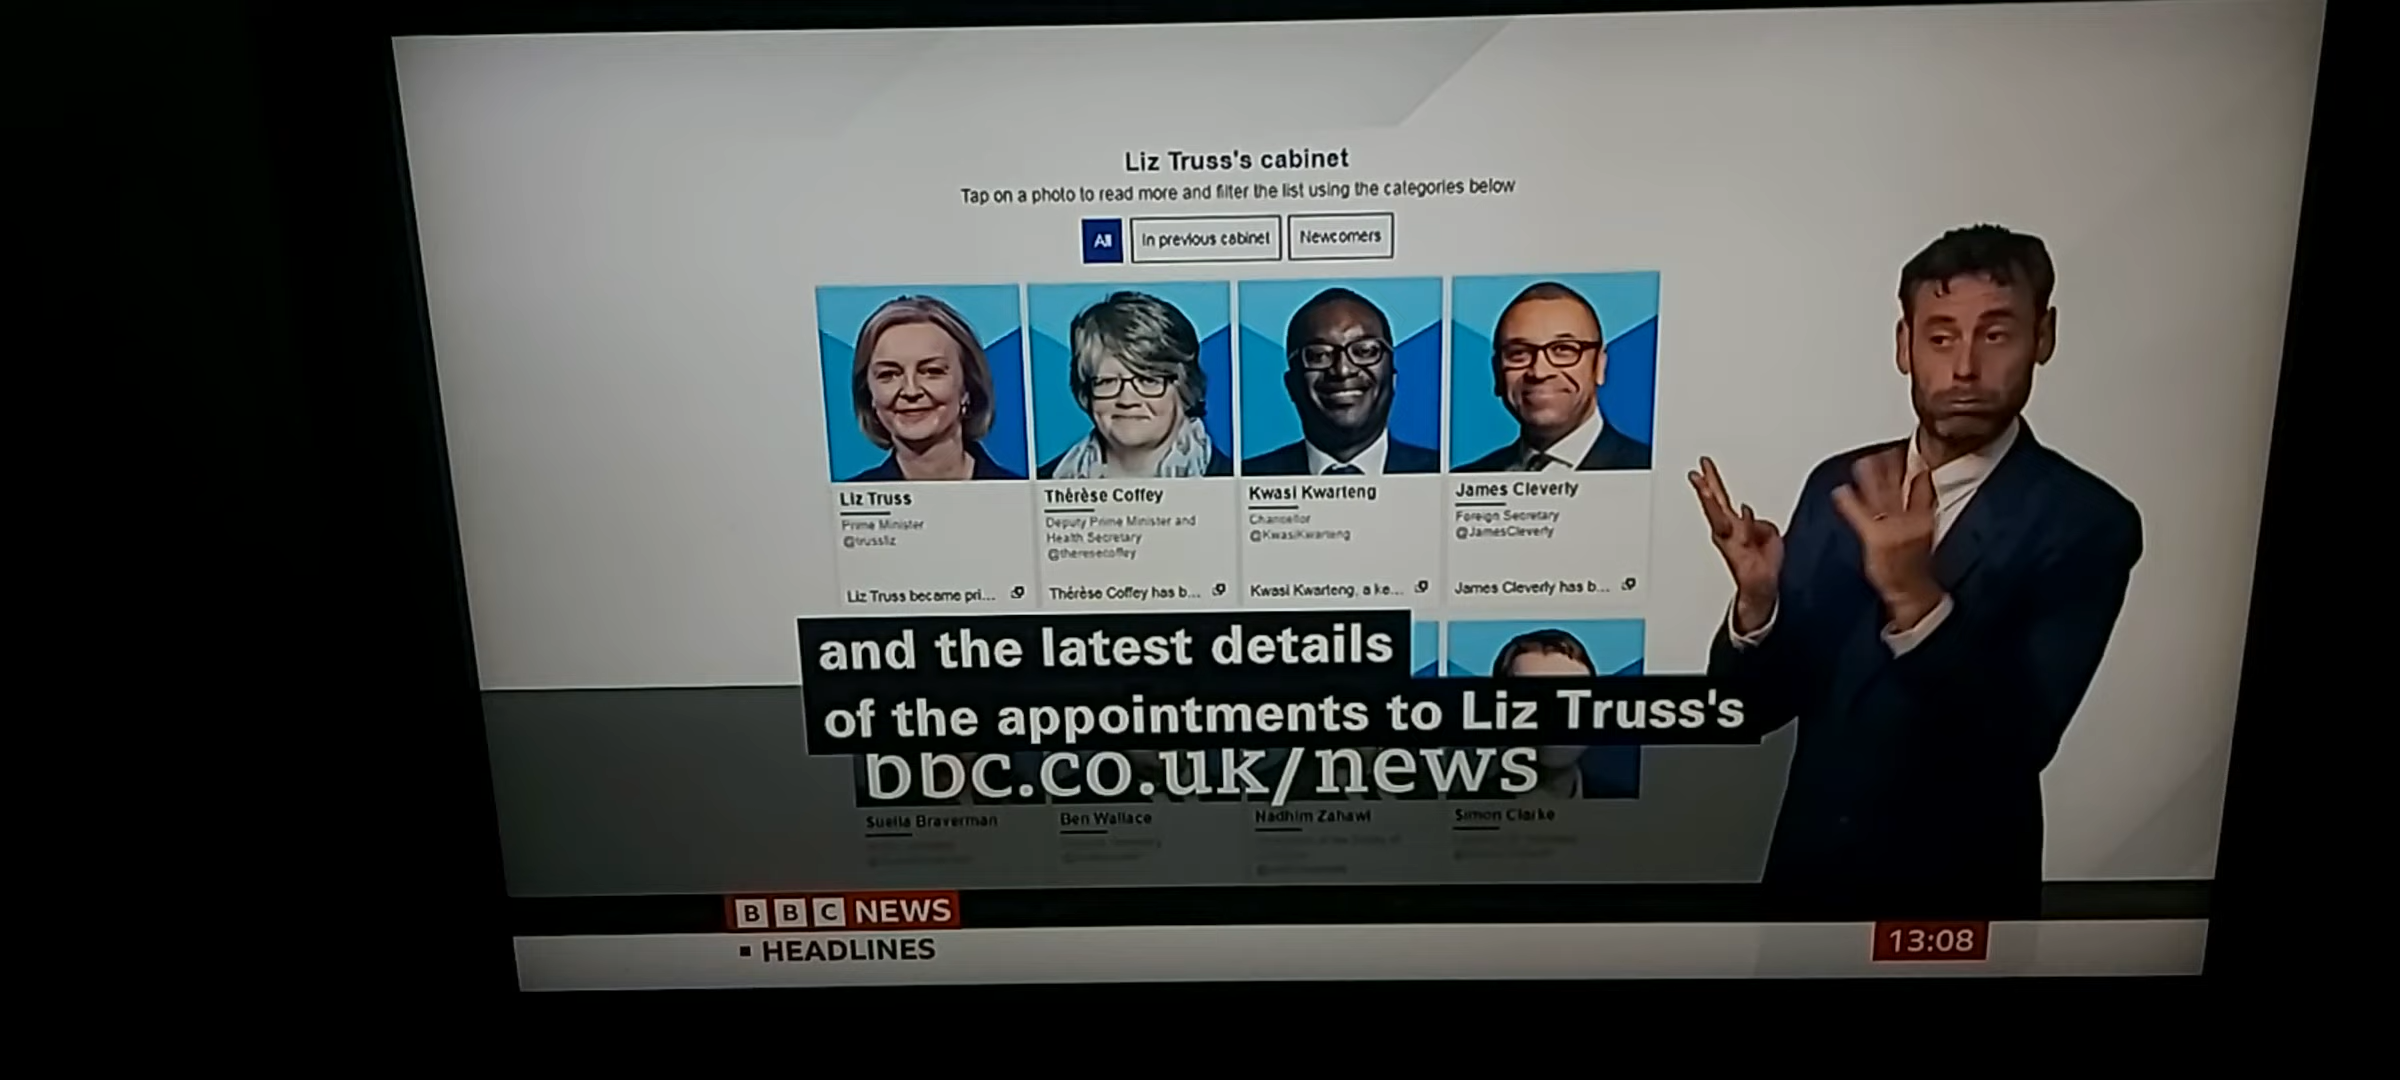 Liz Truss's cabinet
Tap on a photo to read more and filter the list using the categories below
All
In previous cabinet
Newcomers
Liz Truss
Prime Minister
@trussliz
Liz Truss became pri...
Thérèse Coffey
Deputy Prime Minister and
Health Secretary
@theresecoffey
Thérèse Coffey has b...
Kwasi Kwarteng
Chancellor
@KwasiKwarteng
Kwasi Kwarteng, a ke...
James Cleverly
Foreign Secretary
@JamesCleverly
James Cleverly has b...
and the latest details
of the appointments to Liz Truss's
bbc.co.uk/news
Suella Braverman
Ben Wallace
Nadhim Zahawi
Simon Clarke
BBC NEWS
HEADLINES
13:08